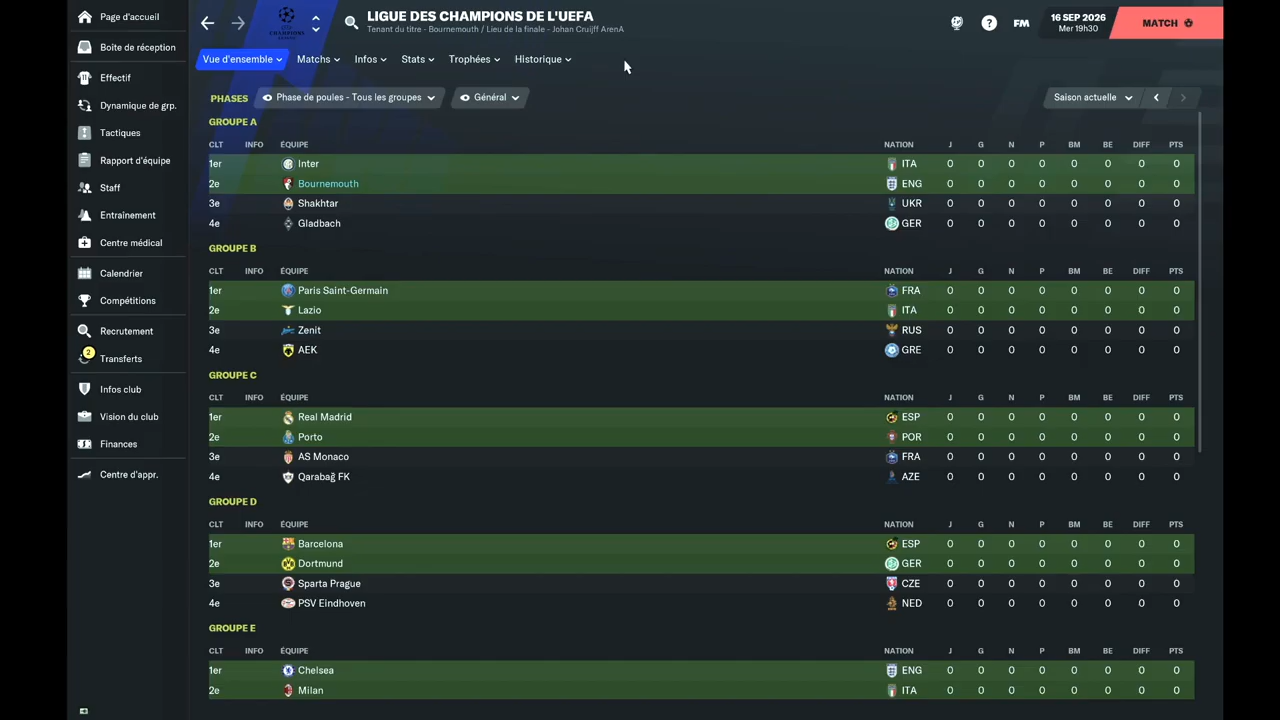 Page d'accueil
Boîte de réception
Effectif
Dynamique de grp.
Tactiques
Rapport d'équipe
Staff
Entraînement
Centre médical
Calendrier
Compétitions
Recrutement
2
Transferts
Infos club
Vision du club
Finances
Centre d'appr.
LIGUE DES CHAMPIONS DE L'UEFA
Tenant du titre - Bournemouth / Lieu de la finale - Johan Cruijff ArenA
FM
16 SEP 2026
Mer 19h30
MATCH
Vue d'ensemble Matchs Infos Stats Trophées Historique
PHASES Phase de poules - Tous les groupes Général Saison actuelle
GROUPE A
CLT INFO ÉQUIPE NATION J G N P BM BE DIFF PTS
1er Inter ITA 0 0 0 0 0 0 0 0
2e Bournemouth ENG 0 0 0 0 0 0 0 0
3e Shakhtar UKR 0 0 0 0 0 0 0 0
4e Gladbach GER 0 0 0 0 0 0 0 0
GROUPE B
CLT INFO ÉQUIPE NATION J G N P BM BE DIFF PTS
1er Paris Saint-Germain FRA 0 0 0 0 0 0 0 0
2e Lazio ITA 0 0 0 0 0 0 0 0
3e Zenit RUS 0 0 0 0 0 0 0 0
4e AEK GRE 0 0 0 0 0 0 0 0
GROUPE C
CLT INFO ÉQUIPE NATION J G N P BM BE DIFF PTS
1er Real Madrid ESP 0 0 0 0 0 0 0 0
2e Porto POR 0 0 0 0 0 0 0 0
3e AS Monaco FRA 0 0 0 0 0 0 0 0
4e Qarabağ FK AZE 0 0 0 0 0 0 0 0
GROUPE D
CLT INFO ÉQUIPE NATION J G N P BM BE DIFF PTS
1er Barcelona ESP 0 0 0 0 0 0 0 0
2e Dortmund GER 0 0 0 0 0 0 0 0
3e Sparta Prague CZE 0 0 0 0 0 0 0 0
4e PSV Eindhoven NED 0 0 0 0 0 0 0 0
GROUPE E
CLT INFO ÉQUIPE NATION J G N P BM BE DIFF PTS
1er Chelsea ENG 0 0 0 0 0 0 0 0
2e Milan ITA 0 0 0 0 0 0 0 0